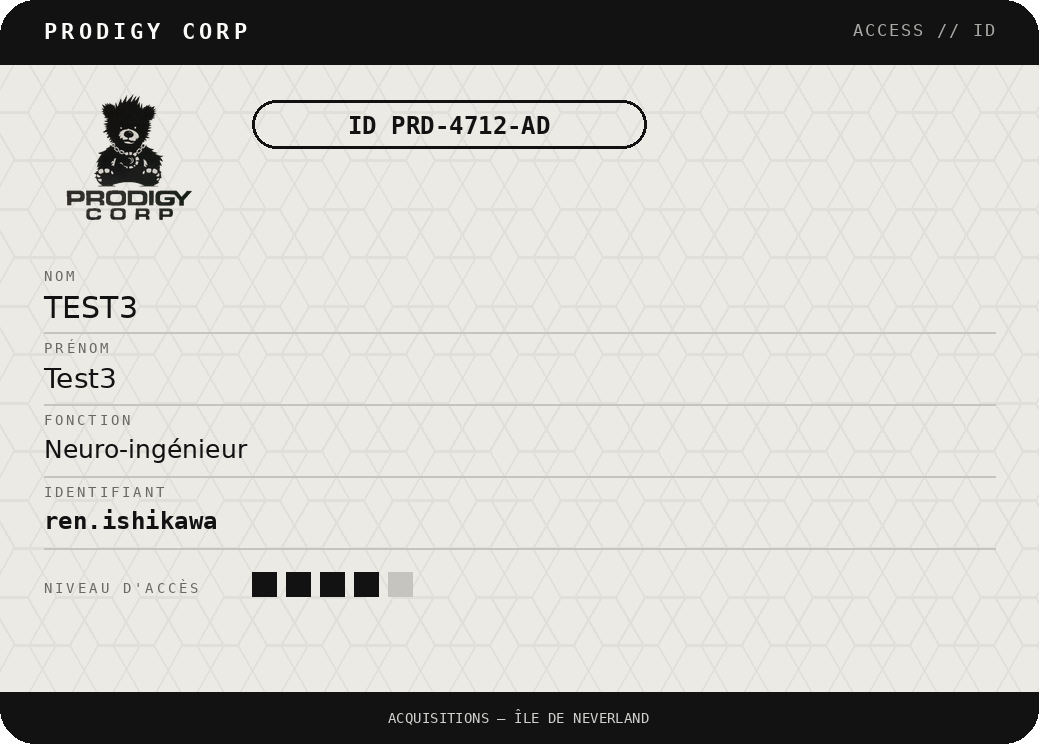 PRODIGY CORP
ACCESS // ID
ID PRD-4712-AD
PRODIGY
CORP
NOM
TEST3
PRÉNOM
Test3
FONCTION
Neuro-ingénieur
IDENTIFIANT
ren.ishikawa
NIVEAU D'ACCÈS
ACQUISITIONS — ÎLE DE NEVERLAND